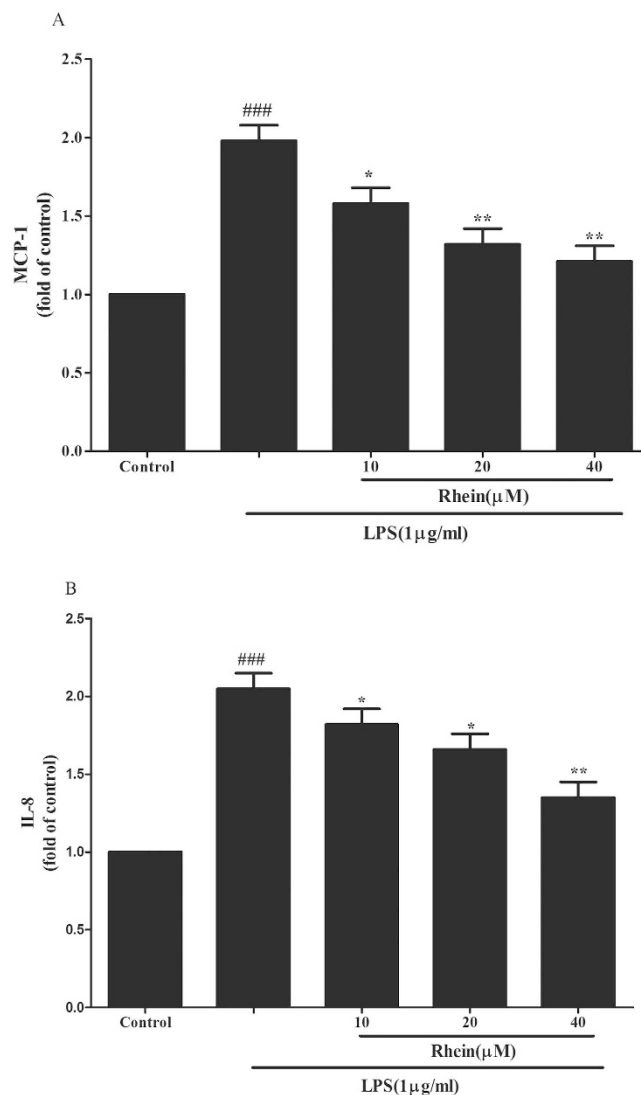 A
2.5
###
2.0
*
**
**
1.5
MCP-1
(fold of control)
1.0
0.5
0.0
Control 10 20 40
Rhein(μM)
LPS(1μg/ml)
B
2.5
###
2.0
*
*
**
1.5
IL-8
(fold of control)
1.0
0.5
0.0
Control 10 20 40
Rhein(μM)
LPS(1μg/ml)